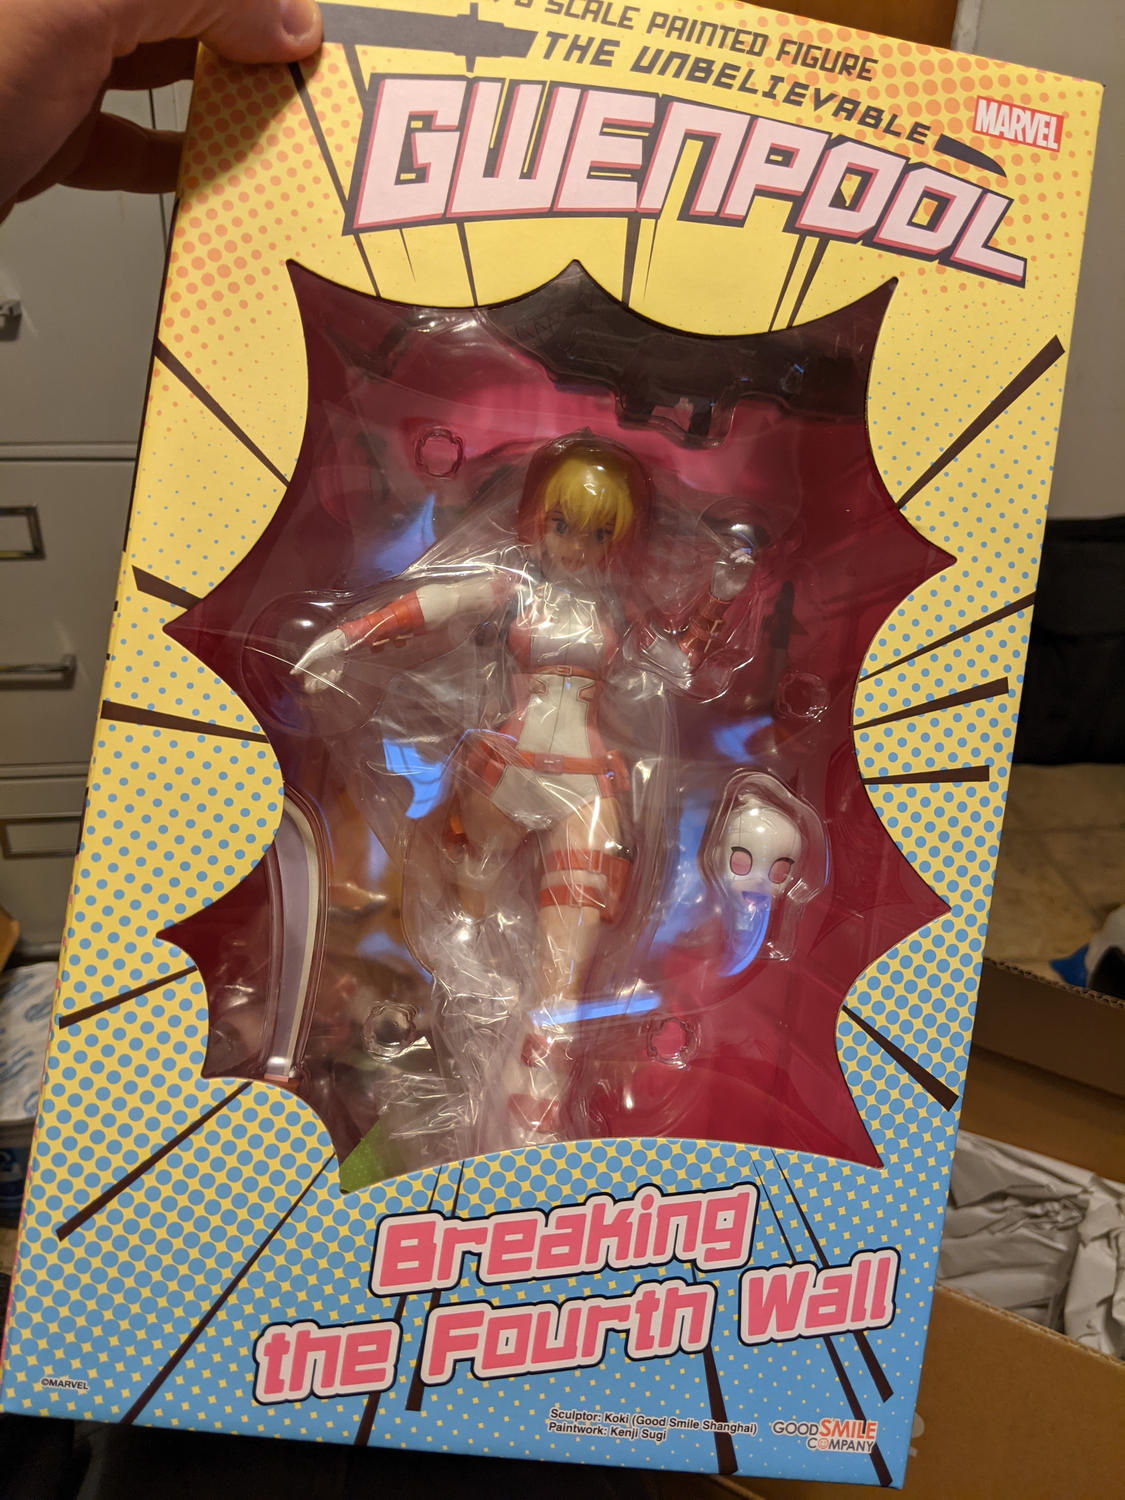 SCALE PAINTED FIGURE
THE UNBELIEVABLE
MARVEL
GWENPOOL
Breaking
the Fourth Wall
©MARVEL
Sculptor: Koki (Good Smile Shanghai)
Paintwork: Kenji Sugi
GOOD SMILE
COMPANY